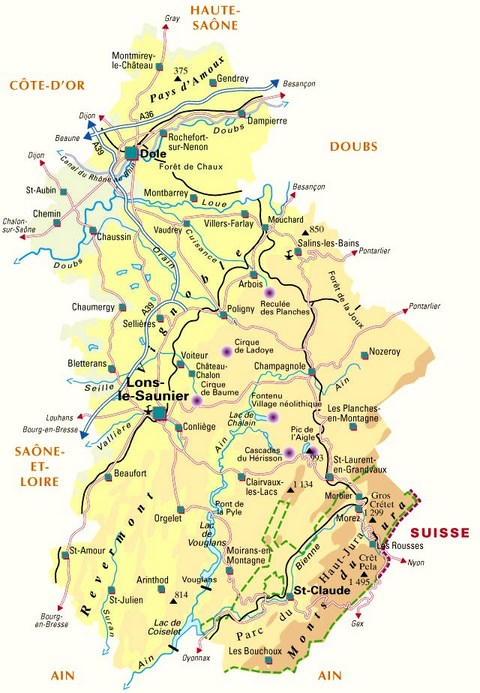 HAUTE-
SAÔNE
Gray
Montmirey-
le-Château
375
Pays d'Amoux
Gendrey
Besançon
CÔTE-D'OR
Dijon
A36
Beaune
A39
Doubs
Dampierre
Rochefort-
sur-Nenon
DOUBS
Dijon
Canal du Rhône au Rhin
Dole
Forêt de Chaux
St-Aubin
Montbarrey
Loue
Besançon
Chemin
Chalon-
sur-Saône
Chaussin
Vaudrey
Villers-Farlay
Mouchard
850
Cuisance
Salins-les-Bains
Pontarlier
Doubs
Orain
Arbois
Forêt de la Joux
Reculée
des Planches
Chaumergy
A39
Sellières
Vignoble
Poligny
Pontarlier
Cirque
de Ladoye
Nozeroy
Bletterans
Voiteur
Seille
Château-
Chalon
Champagnole
Ain
Lons-
le-Saunier
Cirque
de Baume
Fontenu
Village néolithique
Louhans
Bourg-en-Bresse
Lac de
Chalain
Les Planches-
en-Montagne
Vallière
Conliège
Ain
Pic de
l'Aigle
993
SAÔNE-
ET-
LOIRE
Cascades
du Hérisson
St-Laurent-
en-Grandvaux
Beaufort
Clairvaux-
les-Lacs
1 134
Morbier
Gros
Crétet
1 299
Pont de
la Pyle
Orgelet
Morez
SUISSE
Revermont
Lac
de
Vouglans
Les Rousses
St-Amour
Moirans-en-
Montagne
Bienne
Haut-Jura
Nyon
Crêt
Pela
1 495
Arinthod
Vouglans
St-Claude
St-Julien
814
Bourg-
en-Bresse
Suran
Lac de
Coiselet
Parc du
Monts du Jura
Gex
Ain
Oyonnax
Les Bouchoux
AIN
AIN